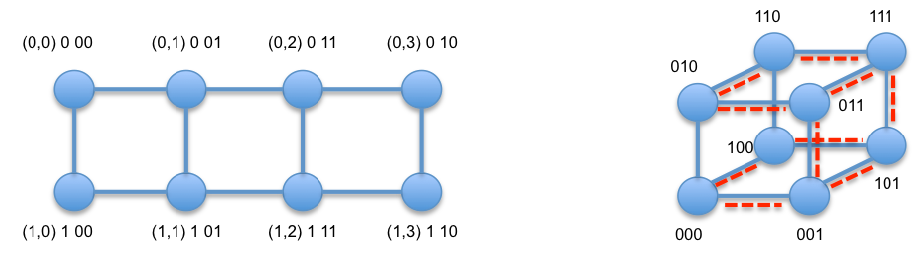 (0,0) 0 00
(0,1) 0 01
(0,2) 0 11
(0,3) 0 10
(1,0) 1 00
(1,1) 1 01
(1,2) 1 11
(1,3) 1 10
110
111
010
011
100
101
000
001